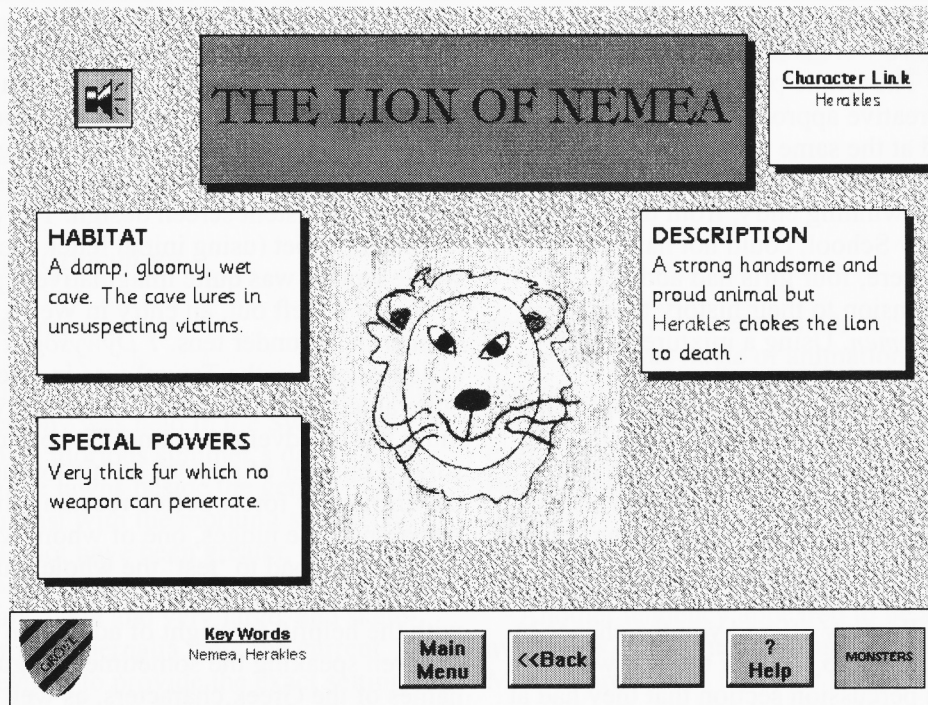 THE LION OF NEMEA
Character Link
Herakles
HABITAT
A damp, gloomy, wet
cave. The cave lures in
unsuspecting victims.
DESCRIPTION
A strong handsome and
proud animal but
Herakles chokes the lion
to death .
SPECIAL POWERS
Very thick fur which no
weapon can penetrate.
Key Words
Nemea, Herakles
Main
Menu
<<Back
?
Help
MONSTERS